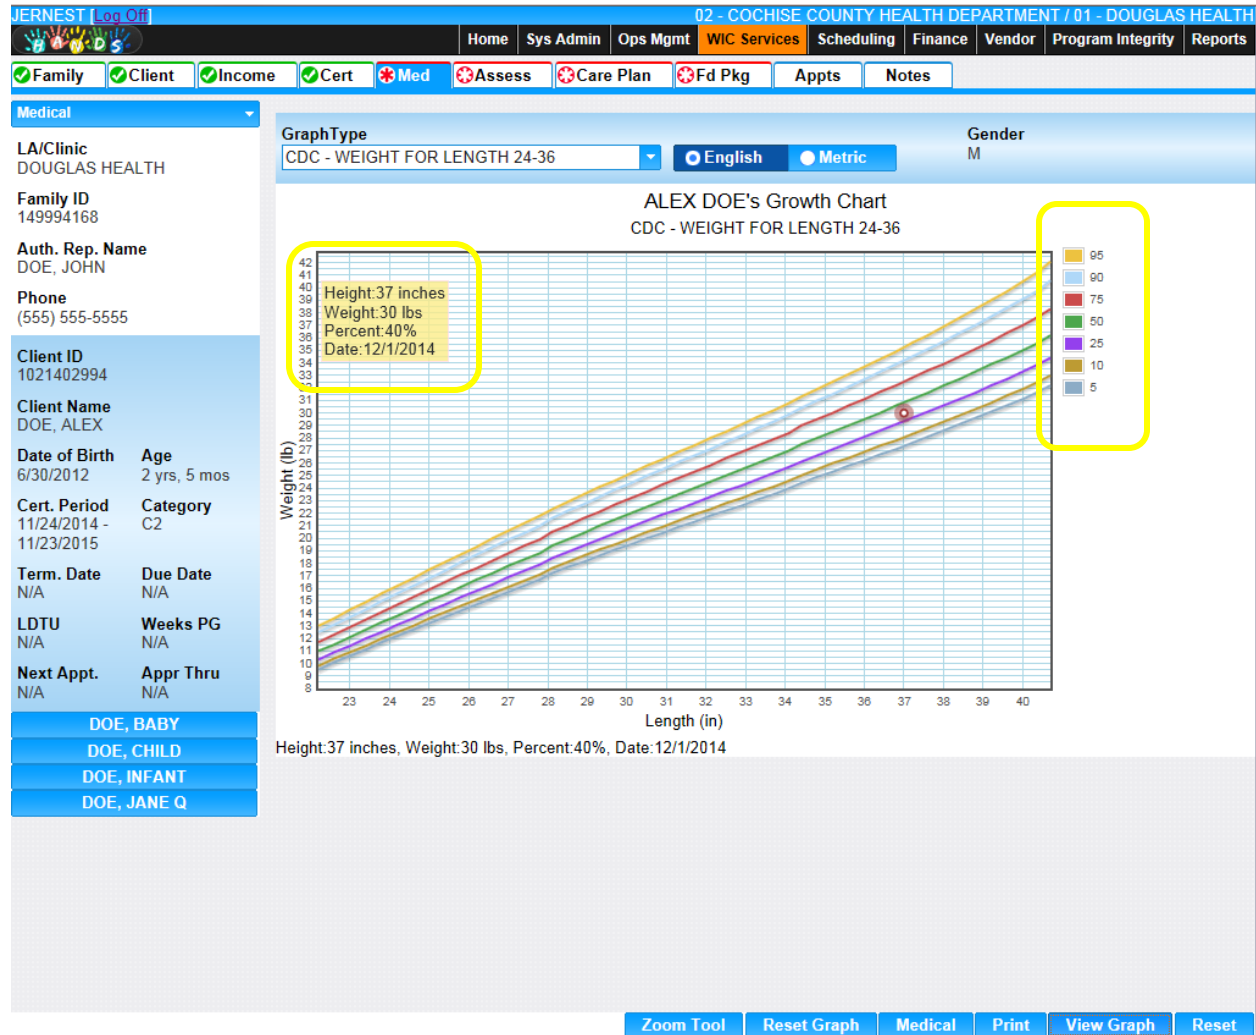 JERNEST [Log Off] 02 - COCHISE COUNTY HEALTH DEPARTMENT / 01 - DOUGLAS HEALTH
HANDS
Home Sys Admin Ops Mgmt WIC Services Scheduling Finance Vendor Program Integrity Reports
Family Client Income Cert Med Assess Care Plan Fd Pkg Appts Notes
Medical
LA/Clinic
DOUGLAS HEALTH
Family ID
149994168
Auth. Rep. Name
DOE, JOHN
Phone
(555) 555-5555
Client ID
1021402994
Client Name
DOE, ALEX
Date of Birth Age
6/30/2012 2 yrs, 5 mos
Cert. Period Category
11/24/2014 - C2
11/23/2015
Term. Date Due Date
N/A N/A
LDTU Weeks PG
N/A N/A
Next Appt. Appr Thru
N/A N/A
DOE, BABY
DOE, CHILD
DOE, INFANT
DOE, JANE Q
GraphType Gender
CDC - WEIGHT FOR LENGTH 24-36 English Metric M
ALEX DOE's Growth Chart
CDC - WEIGHT FOR LENGTH 24-36
Height:37 inches
Weight:30 lbs
Percent:40%
Date:12/1/2014
42
41
40
39
38
37
36
35
34
33
31
30
29
28
27
26
25
24
23
22
21
20
19
18
17
16
15
14
13
12
11
10
9
8
Weight (lb)
23 24 25 26 27 28 29 30 31 32 33 34 35 36 37 38 39 40
Length (in)
95
90
75
50
25
10
5
Height:37 inches, Weight:30 lbs, Percent:40%, Date:12/1/2014
Zoom Tool Reset Graph Medical Print View Graph Reset